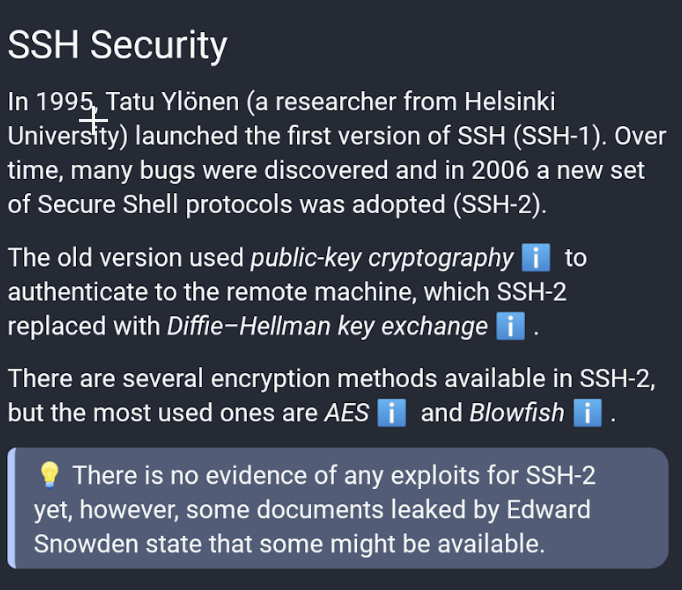 SSH Security
In 1995, Tatu Ylönen (a researcher from Helsinki
University) launched the first version of SSH (SSH-1). Over
time, many bugs were discovered and in 2006 a new set
of Secure Shell protocols was adopted (SSH-2).
The old version used public-key cryptography ℹ️ to
authenticate to the remote machine, which SSH-2
replaced with Diffie–Hellman key exchange ℹ️ .
There are several encryption methods available in SSH-2,
but the most used ones are AES ℹ️ and Blowfish ℹ️ .
💡 There is no evidence of any exploits for SSH-2
yet, however, some documents leaked by Edward
Snowden state that some might be available.